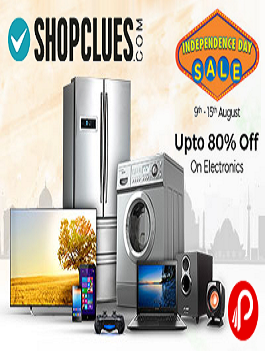 SHOPCLUES.COM
INDEPENDENCE DAY
SALE
9th - 15th August
Upto 80% Off
On Electronics